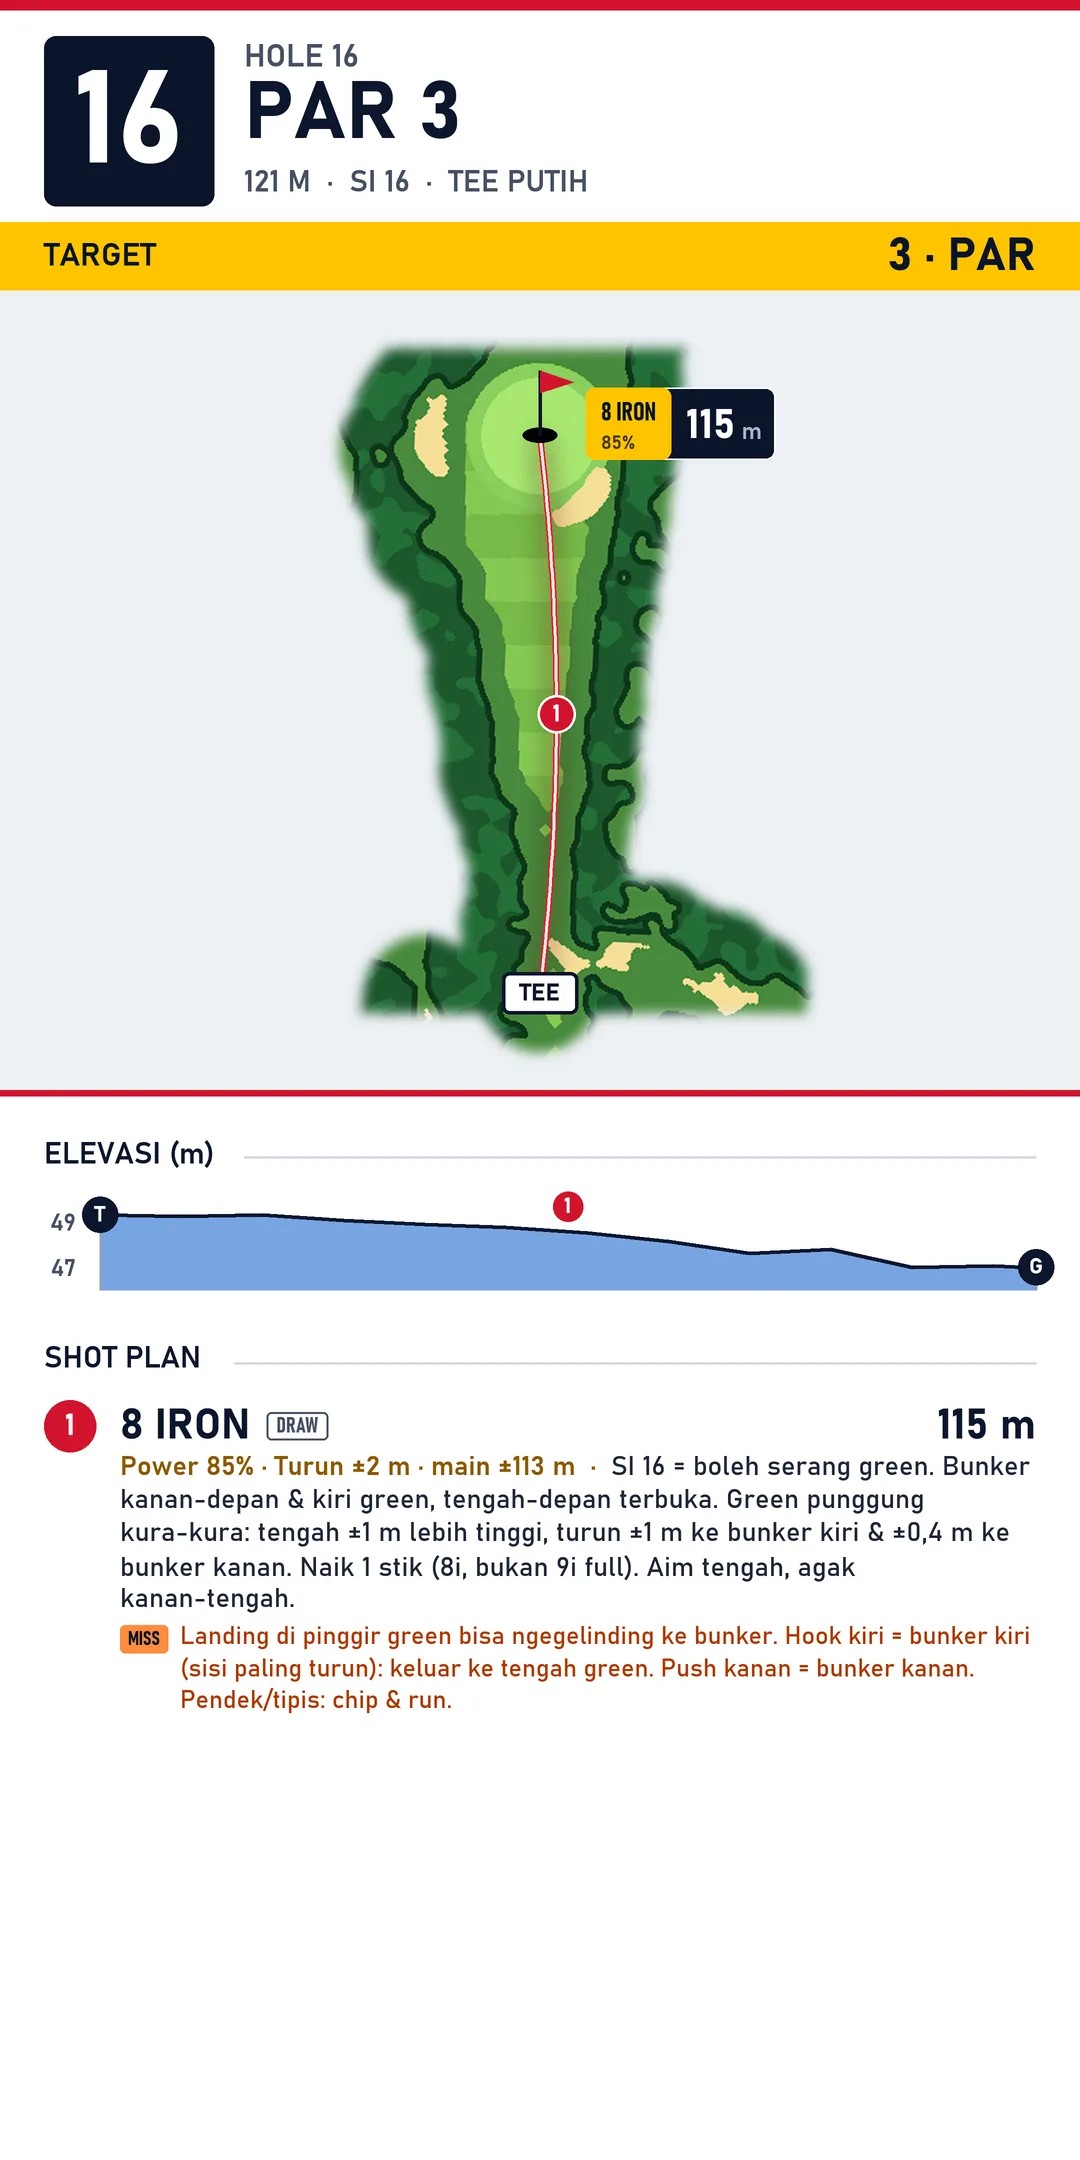 16
HOLE 16
PAR 3
121 M · SI 16 · TEE PUTIH
TARGET
3 · PAR
8 IRON
85%
115 m
1
TEE
ELEVASI (m)
49
47
T
1
G
SHOT PLAN
1
8 IRON
DRAW
115 m
Power 85% · Turun ±2 m · main ±113 m · SI 16 = boleh serang green. Bunker
kanan-depan & kiri green, tengah-depan terbuka. Green punggung
kura-kura: tengah ±1 m lebih tinggi, turun ±1 m ke bunker kiri & ±0,4 m ke
bunker kanan. Naik 1 stik (8i, bukan 9i full). Aim tengah, agak
kanan-tengah.
MISS
Landing di pinggir green bisa ngegelinding ke bunker. Hook kiri = bunker kiri
(sisi paling turun): keluar ke tengah green. Push kanan = bunker kanan.
Pendek/tipis: chip & run.